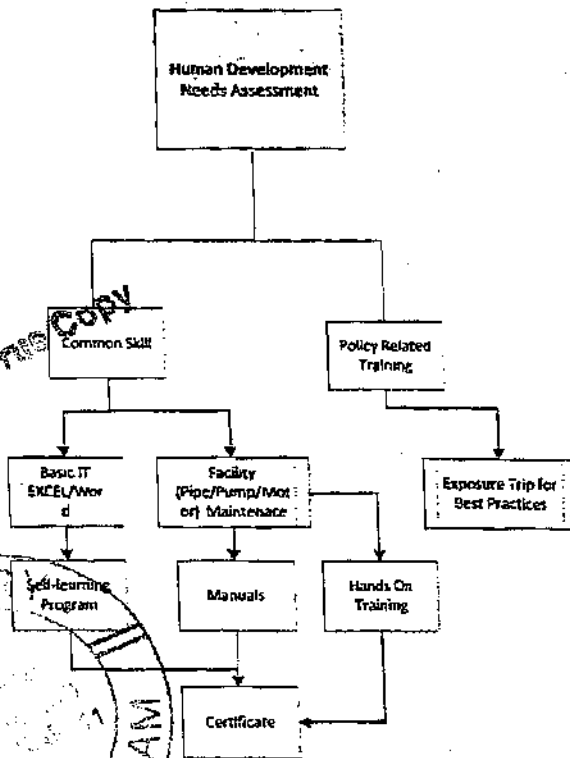 Human Development
Needs Assessment
Copy
Common Skill
Policy Related
Training
Basic IT
EXCEL/Wor
d
Facility
(Pipe/Pump/Mot
or) Maintenace
Exposure Trip for
Best Practices
Self-learning
Program
Manuals
Hands On
Training
Certificate
AM